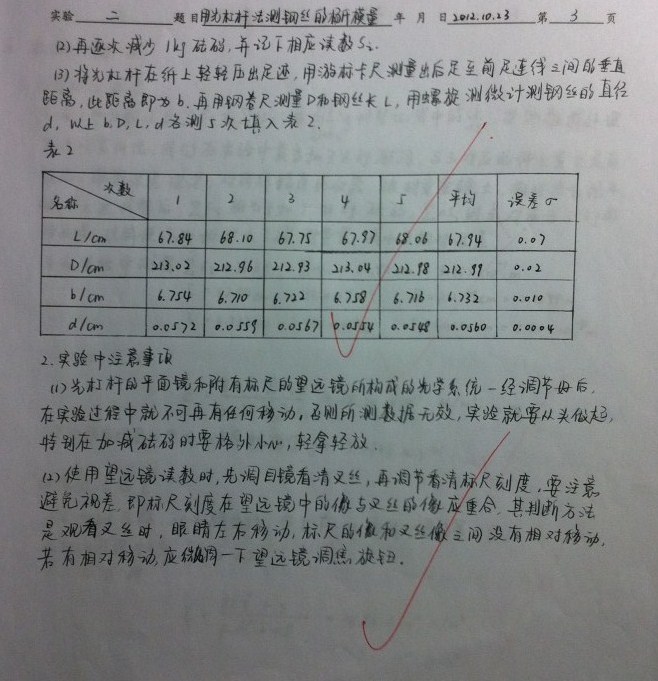 实验 二 题目 用光杠杆法测钢丝的杨氏模量 年 月 日 2012.10.23 第 3 页
(2) 再逐次减少1kg砝码,并记下相应读数S₂.
(3) 将光杠杆在纸上轻轻压出足迹,用游标卡尺测量出后足至前足连线之间的垂直
距离,此距离即为b.再用钢卷尺测量D和钢丝长L,用螺旋测微计测钢丝的直径
d,以上b.D,L,d各测5次填入表2.
表2
名称 次数 1 2 3 4 5 平均 误差σ
L/cm 67.84 68.10 67.75 67.97 68.06 67.94 0.07
D/cm 213.02 212.96 212.93 213.04 212.98 212.99 0.02
b/cm 6.754 6.710 6.722 6.758 6.716 6.732 0.010
d/cm 0.0572 0.0559 0.0567 0.0554 0.0548 0.0560 0.0004
2.实验中注意事项
(1) 光杠杆的平面镜和附有标尺的望远镜所构成的光学系统一经调节好后,
在实验过程中就不可再有任何移动,否则所测数据无效,实验就要从头做起,
特别在加减砝码时要格外小心,轻拿轻放.
(2) 使用望远镜读数时,先调目镜看清叉丝,再调节看清标尺刻度,要注意
避免视差.即标尺刻度在望远镜中的像与叉丝的像应重合.其判断方法
是观看叉丝时,眼睛左右移动,标尺的像和叉丝像之间没有相对移动,
若有相对移动应微调一下望远镜调焦旋钮.